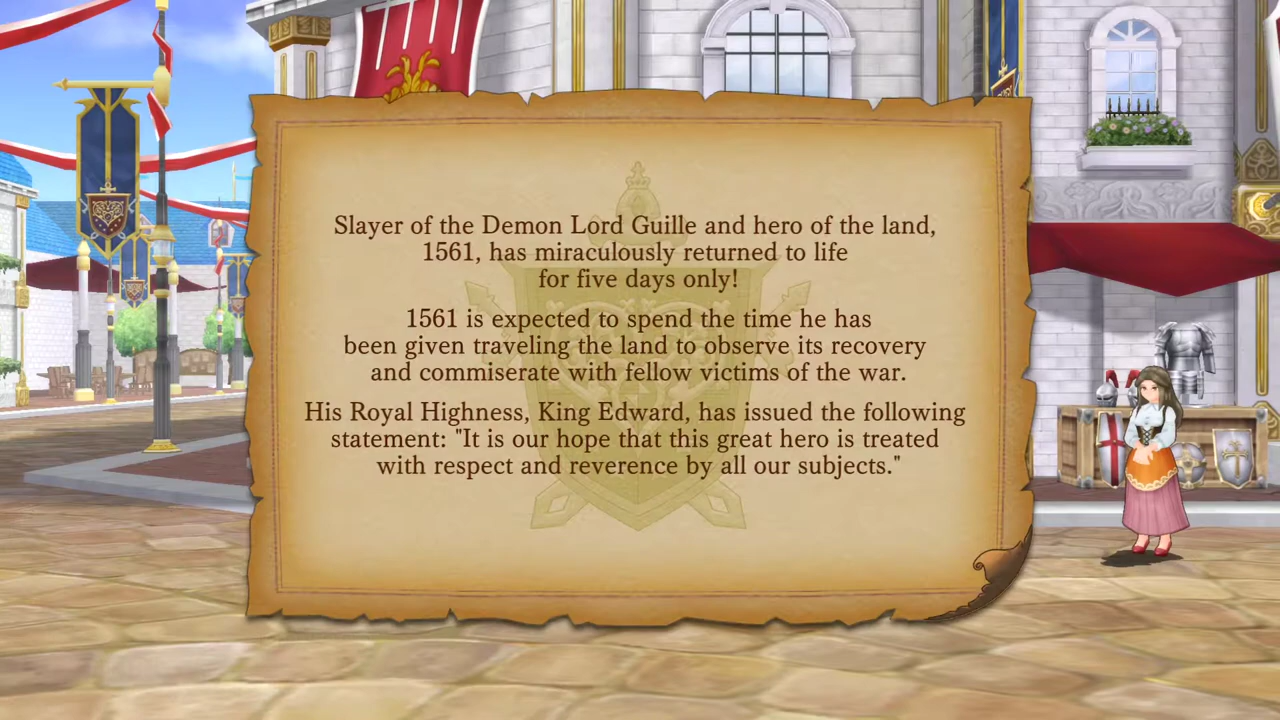 Slayer of the Demon Lord Guille and hero of the land,
1561, has miraculously returned to life
for five days only!
1561 is expected to spend the time he has
been given traveling the land to observe its recovery
and commiserate with fellow victims of the war.
His Royal Highness, King Edward, has issued the following
statement: "It is our hope that this great hero is treated
with respect and reverence by all our subjects."